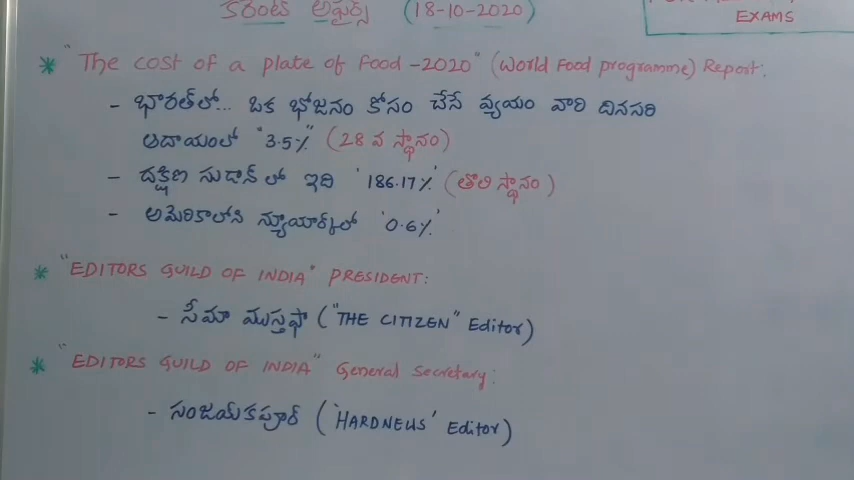 కరెంట్ అఫైర్స్ (18-10-2020)
EXAMS
* "The cost of a plate of food -2020" (World Food programme) Report:
- భారత్‌లో... ఒక భోజనం కోసం చేసే వ్యయం వారి దినసరి
ఆదాయంలో "3.5%" (28 వ స్థానం)
- దక్షిణ సుడాన్ లో ఇది '186.17%' (తొలి స్థానం)
- అమెరికాలోని న్యూయార్క్‌లో '0.6%'
* "EDITORS GUILD OF INDIA" PRESIDENT:
- సీమా ముస్తఫా ("THE CITIZEN" Editor)
* "EDITORS GUILD OF INDIA" General Secretary:
- సంజయ్‌కపూర్ ('HARDNEWS' Editor)